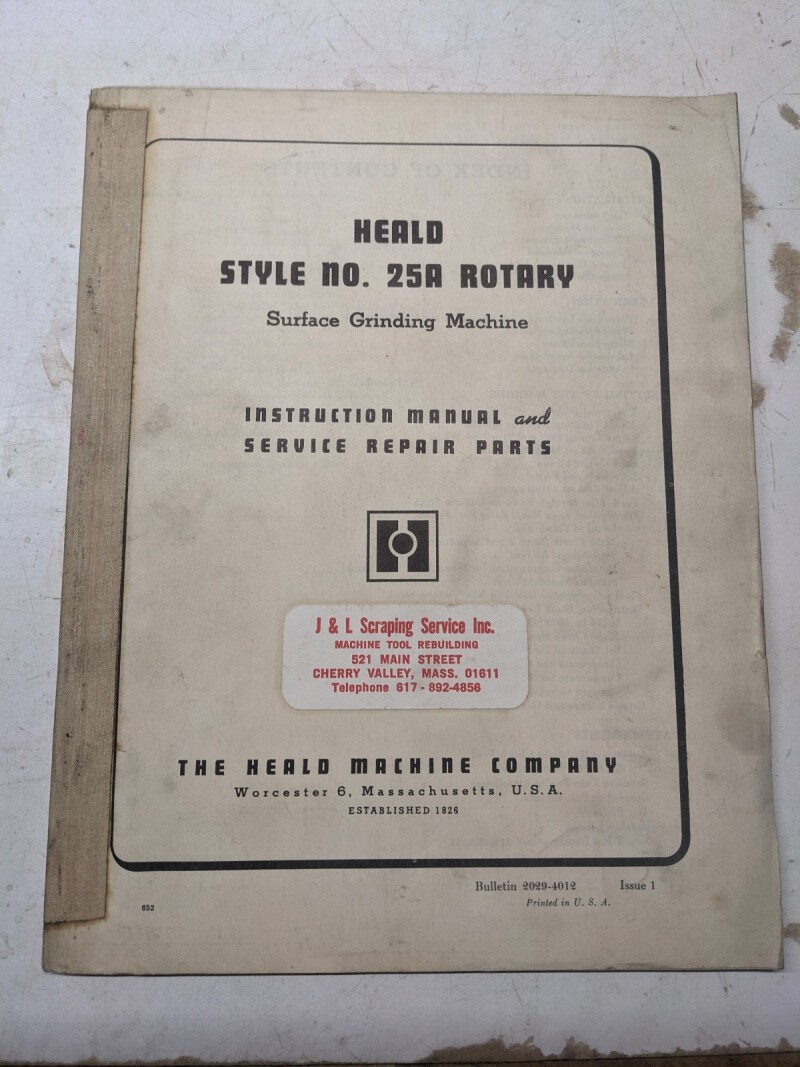 HEALD
STYLE NO. 25A ROTARY
Surface Grinding Machine
INSTRUCTION MANUAL and
SERVICE REPAIR PARTS
J & L Scraping Service Inc.
MACHINE TOOL REBUILDING
521 MAIN STREET
CHERRY VALLEY, MASS. 01611
Telephone 617 - 892-4856
THE HEALD MACHINE COMPANY
Worcester 6, Massachusetts, U.S.A.
ESTABLISHED 1826
Bulletin 2029-4012 Issue 1
652 Printed in U. S. A.